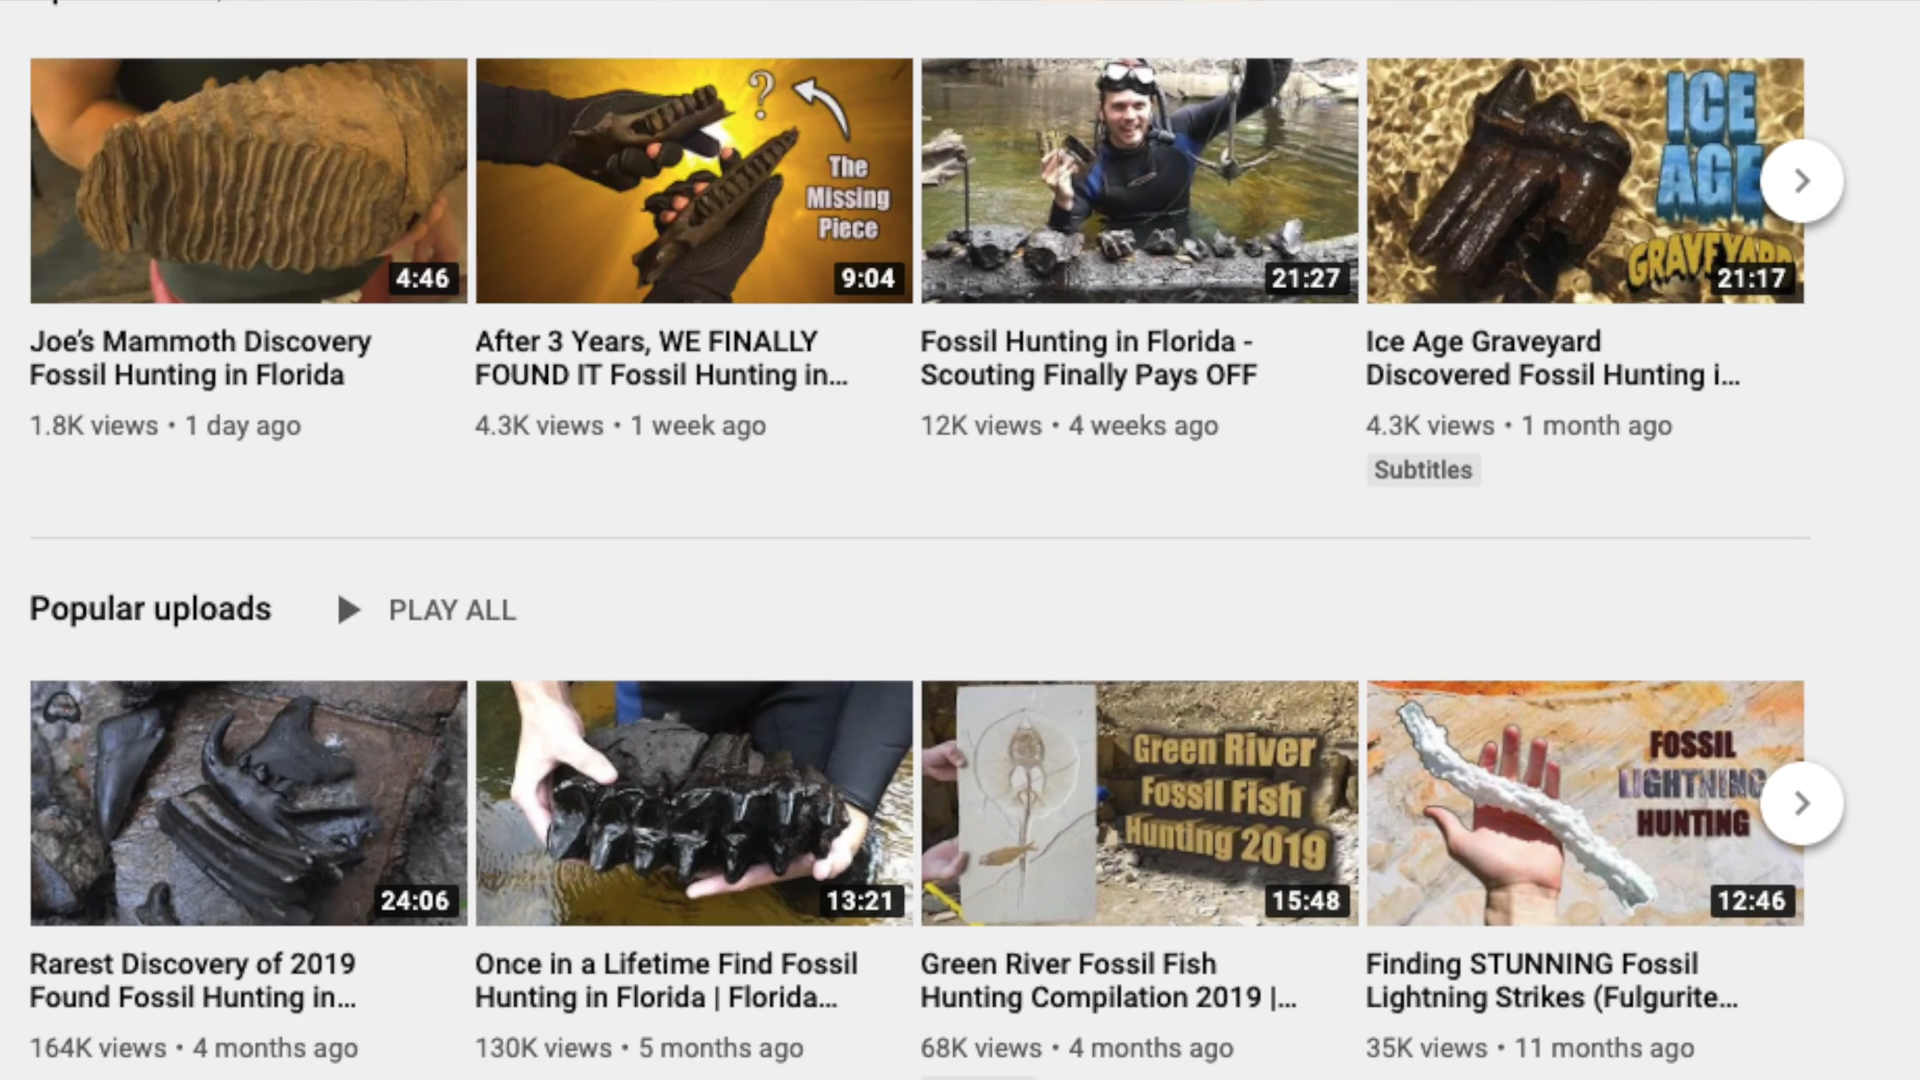 ?
The
Missing
Piece
ICE
AGE
GRAVEYARD
4:46
9:04
21:27
21:17
Joe's Mammoth Discovery
Fossil Hunting in Florida
1.8K views • 1 day ago
After 3 Years, WE FINALLY
FOUND IT Fossil Hunting in...
4.3K views • 1 week ago
Fossil Hunting in Florida -
Scouting Finally Pays OFF
12K views • 4 weeks ago
Ice Age Graveyard
Discovered Fossil Hunting i...
4.3K views • 1 month ago
Subtitles
Popular uploads
PLAY ALL
Green River
Fossil Fish
Hunting 2019
FOSSIL
LIGHTNING
HUNTING
24:06
13:21
15:48
12:46
Rarest Discovery of 2019
Found Fossil Hunting in...
164K views • 4 months ago
Once in a Lifetime Find Fossil
Hunting in Florida | Florida...
130K views • 5 months ago
Green River Fossil Fish
Hunting Compilation 2019 |...
68K views • 4 months ago
Finding STUNNING Fossil
Lightning Strikes (Fulgurite...
35K views • 11 months ago